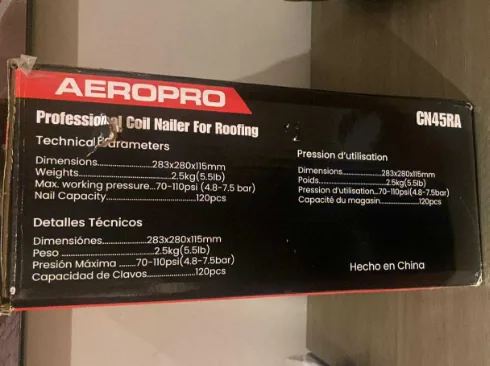 AEROPRO
Professional Coil Nailer For Roofing
CN45RA
Technical Parameters
Dimensions.....................283x280x115mm
Weights............................2.5kg(5.5lb)
Max. working pressure...70-110psi (4.8-7.5 bar)
Nail Capacity.......................120pcs
Detalles Técnicos
Dimensiónes.....................283x280x115mm
Peso ..................................2.5kg(5.5lb)
Presión Máxima ........70-110psi(4.8-7.5bar)
Capacidad de Clavos...............120pcs
Pression d'utilisation
Dimensions.....................283x280x115mm
Poids...............................2.5kg(5.5lb)
Pression d'utilisation...70-110psi(4.8-7.5bar)
Capacité du magasin.............120pcs
Hecho en China